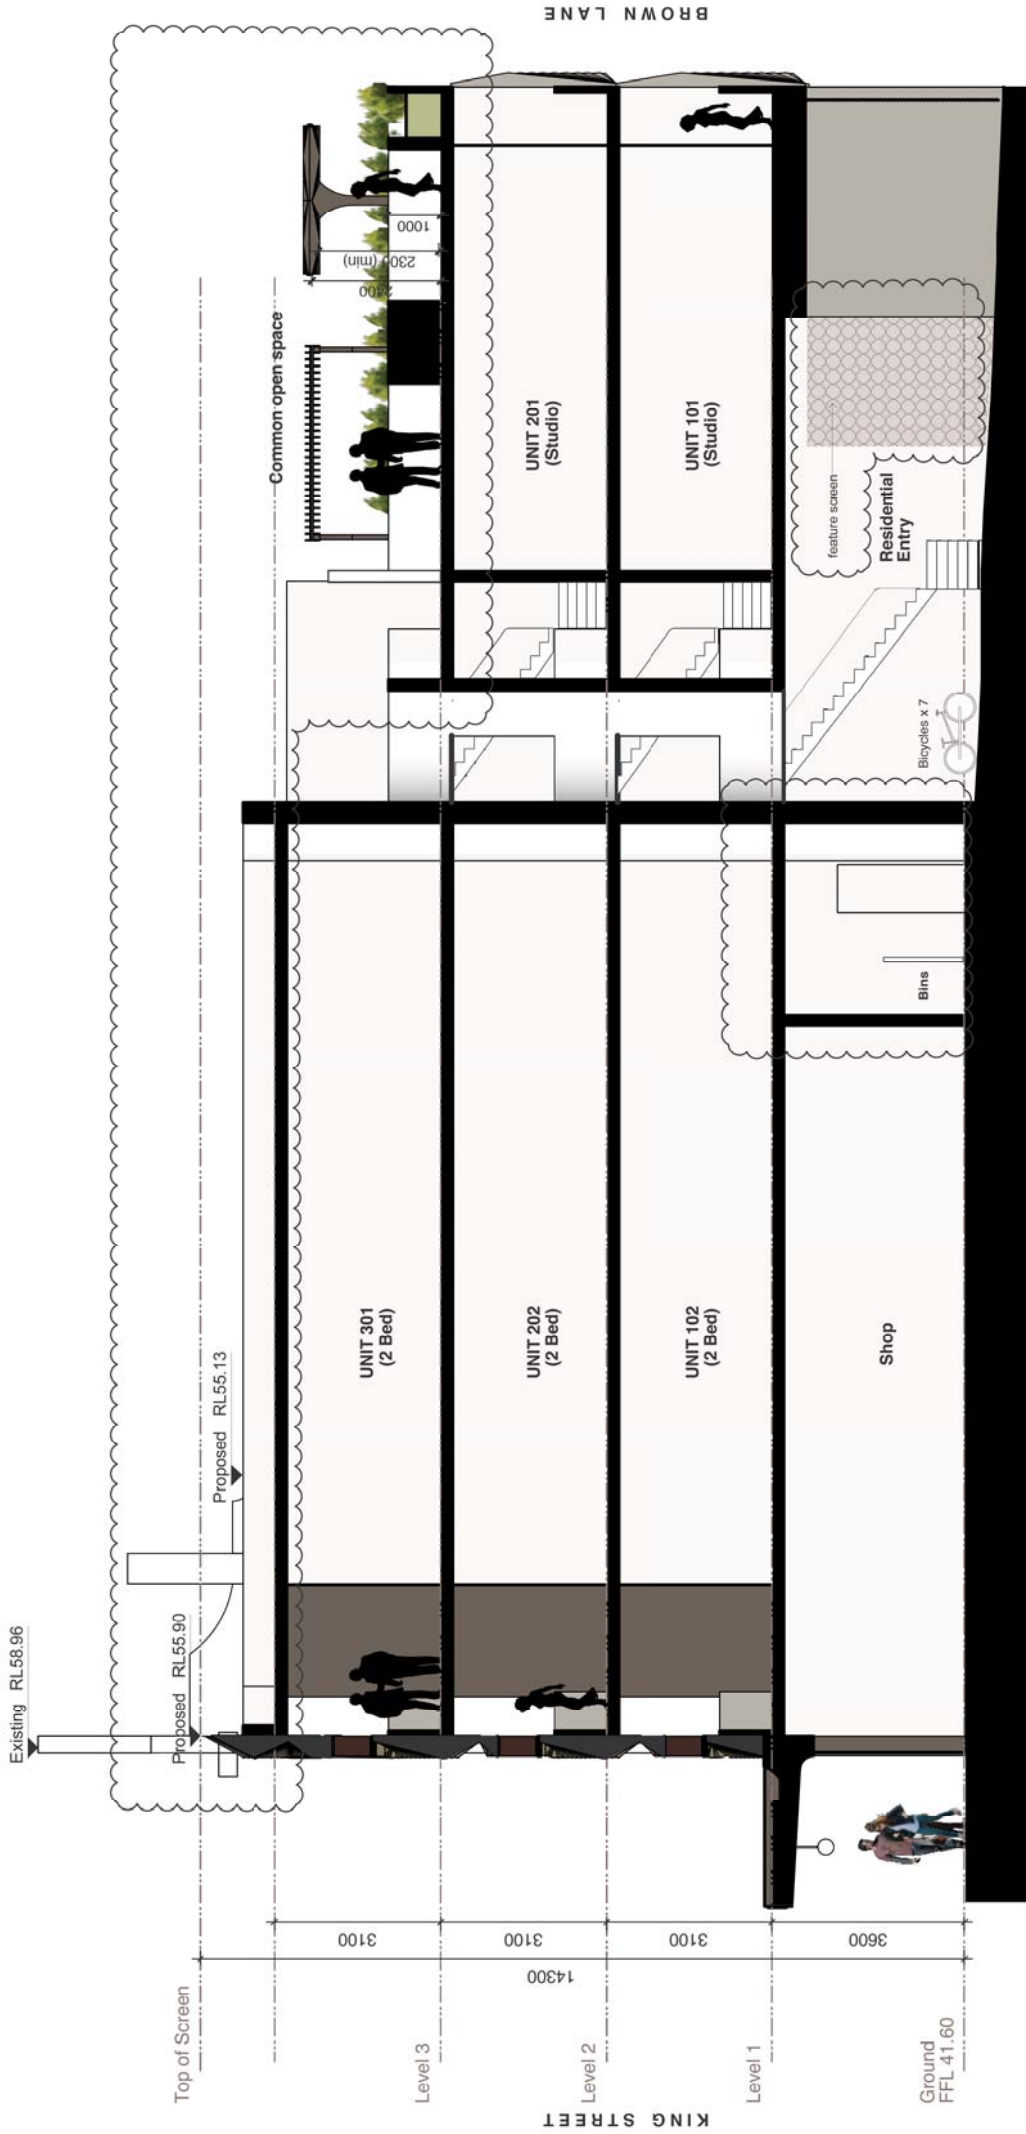 BROWN LANE
Common open space
1000
2300 (min)
2400
UNIT 201
(Studio)
UNIT 101
(Studio)
feature screen
Residential
Entry
Bicycles x 7
Bins
UNIT 301
(2 Bed)
UNIT 202
(2 Bed)
UNIT 102
(2 Bed)
Shop
Proposed RL55.13
Existing RL58.96
Proposed RL55.90
3100
3100
3100
3600
14300
Top of Screen
Level 3
Level 2
Level 1
Ground
FFL 41.60
KING STREET